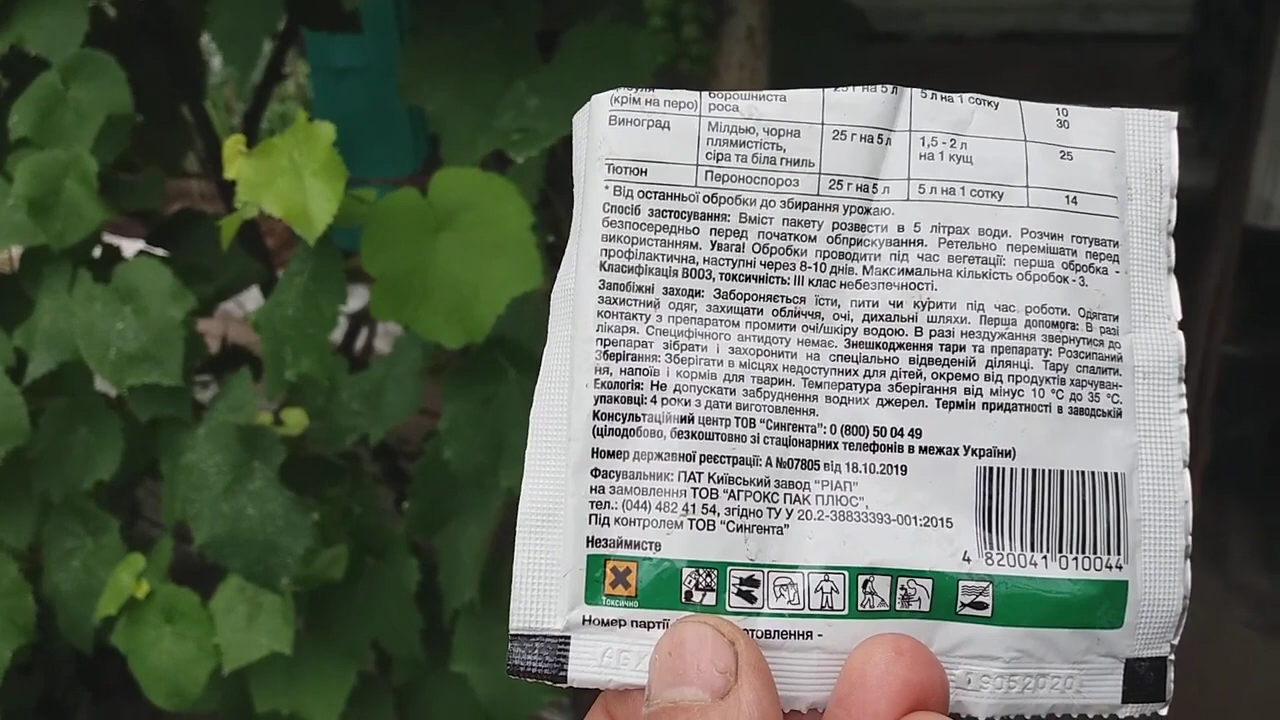 (крім на перо) борошниста роса 25 г на 5 л 5 л на 1 сотку 10 30
Виноград Мілдью, чорна плямистість, сіра та біла гниль 25 г на 5 л 1,5 - 2 л на 1 кущ 25
Тютюн Пероноспороз 25 г на 5 л 5 л на 1 сотку 14
* Від останньої обробки до збирання урожаю.
Спосіб застосування: Вміст пакету розвести в 5 літрах води. Розчин готувати
безпосередньо перед початком обприскування. Ретельно перемішати перед
використанням. Увага! Обробки проводити під час вегетації: перша обробка -
профілактична, наступні через 8-10 днів. Максимальна кількість обробок - 3.
Класифікація ВООЗ, токсичність: III клас небезпечності.
Запобіжні заходи: Забороняється їсти, пити чи курити під час роботи. Одягати
захистний одяг, захищати обличчя, очі, дихальні шляхи. Перша допомога: В разі
контакту з препаратом промити очі/шкіру водою. В разі нездужання звернутися до
лікаря. Специфічного антидоту немає. Знешкодження тари та препарату: Розсипаний
препарат зібрати і захоронити на спеціально відведеній ділянці. Тару спалити.
Зберігання: Зберігати в місцях недоступних для дітей, окремо від продуктів харчуван-
ня, напоїв і кормів для тварин. Температура зберігання від мінус 10 °С до 35 °С.
Екологія: Не допускати забруднення водних джерел. Термін придатності в заводській
упаковці: 4 роки з дати виготовлення.
Консультаційний центр ТОВ "Сингента": 0 (800) 50 04 49
(цілодобово, безкоштовно зі стаціонарних телефонів в межах України)
Номер державної реєстрації: А №07805 від 18.10.2019
Фасувальник: ПАТ Київський завод "РІАП"
на замовлення ТОВ "АГРОКС ПАК ПЛЮС",
тел.: (044) 482 41 54, згідно ТУ У 20.2-38833393-001:2015
Під контролем ТОВ "Сингента"
Незаймисте
4 820041 010044
Токсично
Номер партії отовлення -
19052020